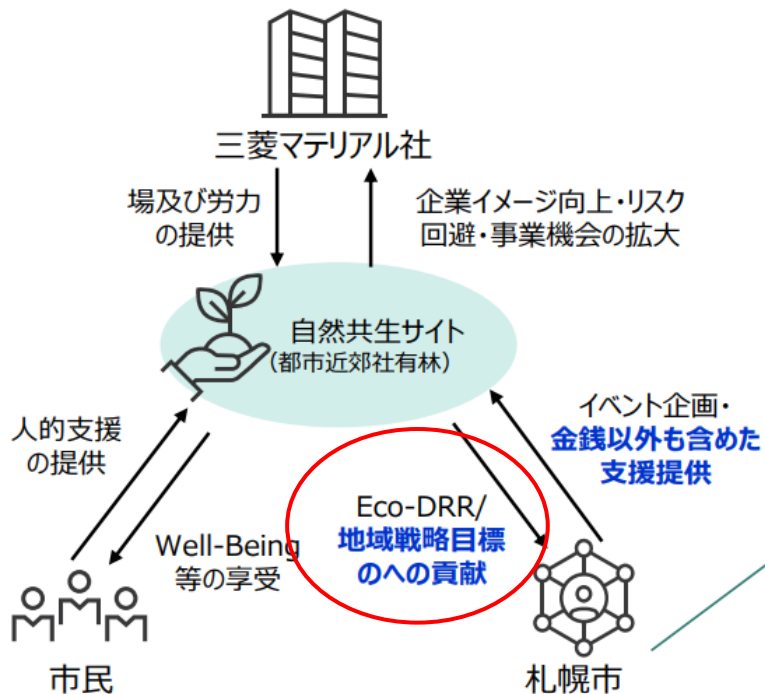 三菱マテリアル社
場及び労力
の提供
企業イメージ向上・リスク
回避・事業機会の拡大
自然共生サイト
（都市近郊社有林）
人的支援
の提供
イベント企画・
金銭以外も含めた
支援提供
Well-Being
等の享受
Eco-DRR/
地域戦略目標
のへの貢献
市民
札幌市